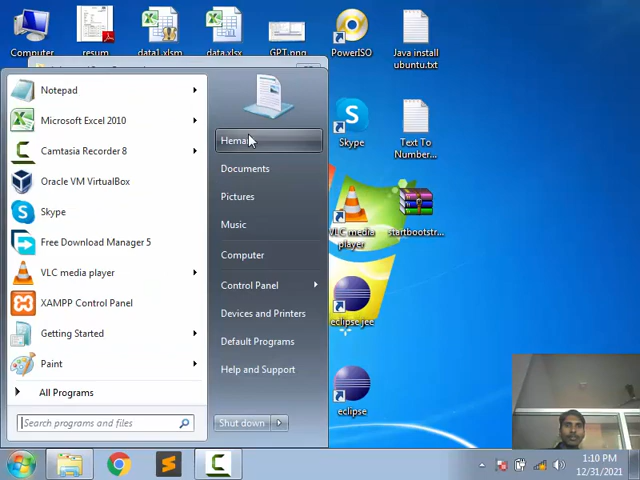 Computer
resum
data1.xlsm
data.xlsx
GPT.png
PowerISO
Java install
ubuntu.txt
Notepad
Microsoft Excel 2010
Camtasia Recorder 8
Oracle VM VirtualBox
Skype
Free Download Manager 5
VLC media player
XAMPP Control Panel
Getting Started
Paint
All Programs
Search programs and files
Documents
Pictures
Music
Computer
Control Panel
Devices and Printers
Default Programs
Help and Support
Shut down
Skype
Text To
Number...
VLC media
player
startbootstr...
eclipse jee
eclipse
1:10 PM
12/31/2021